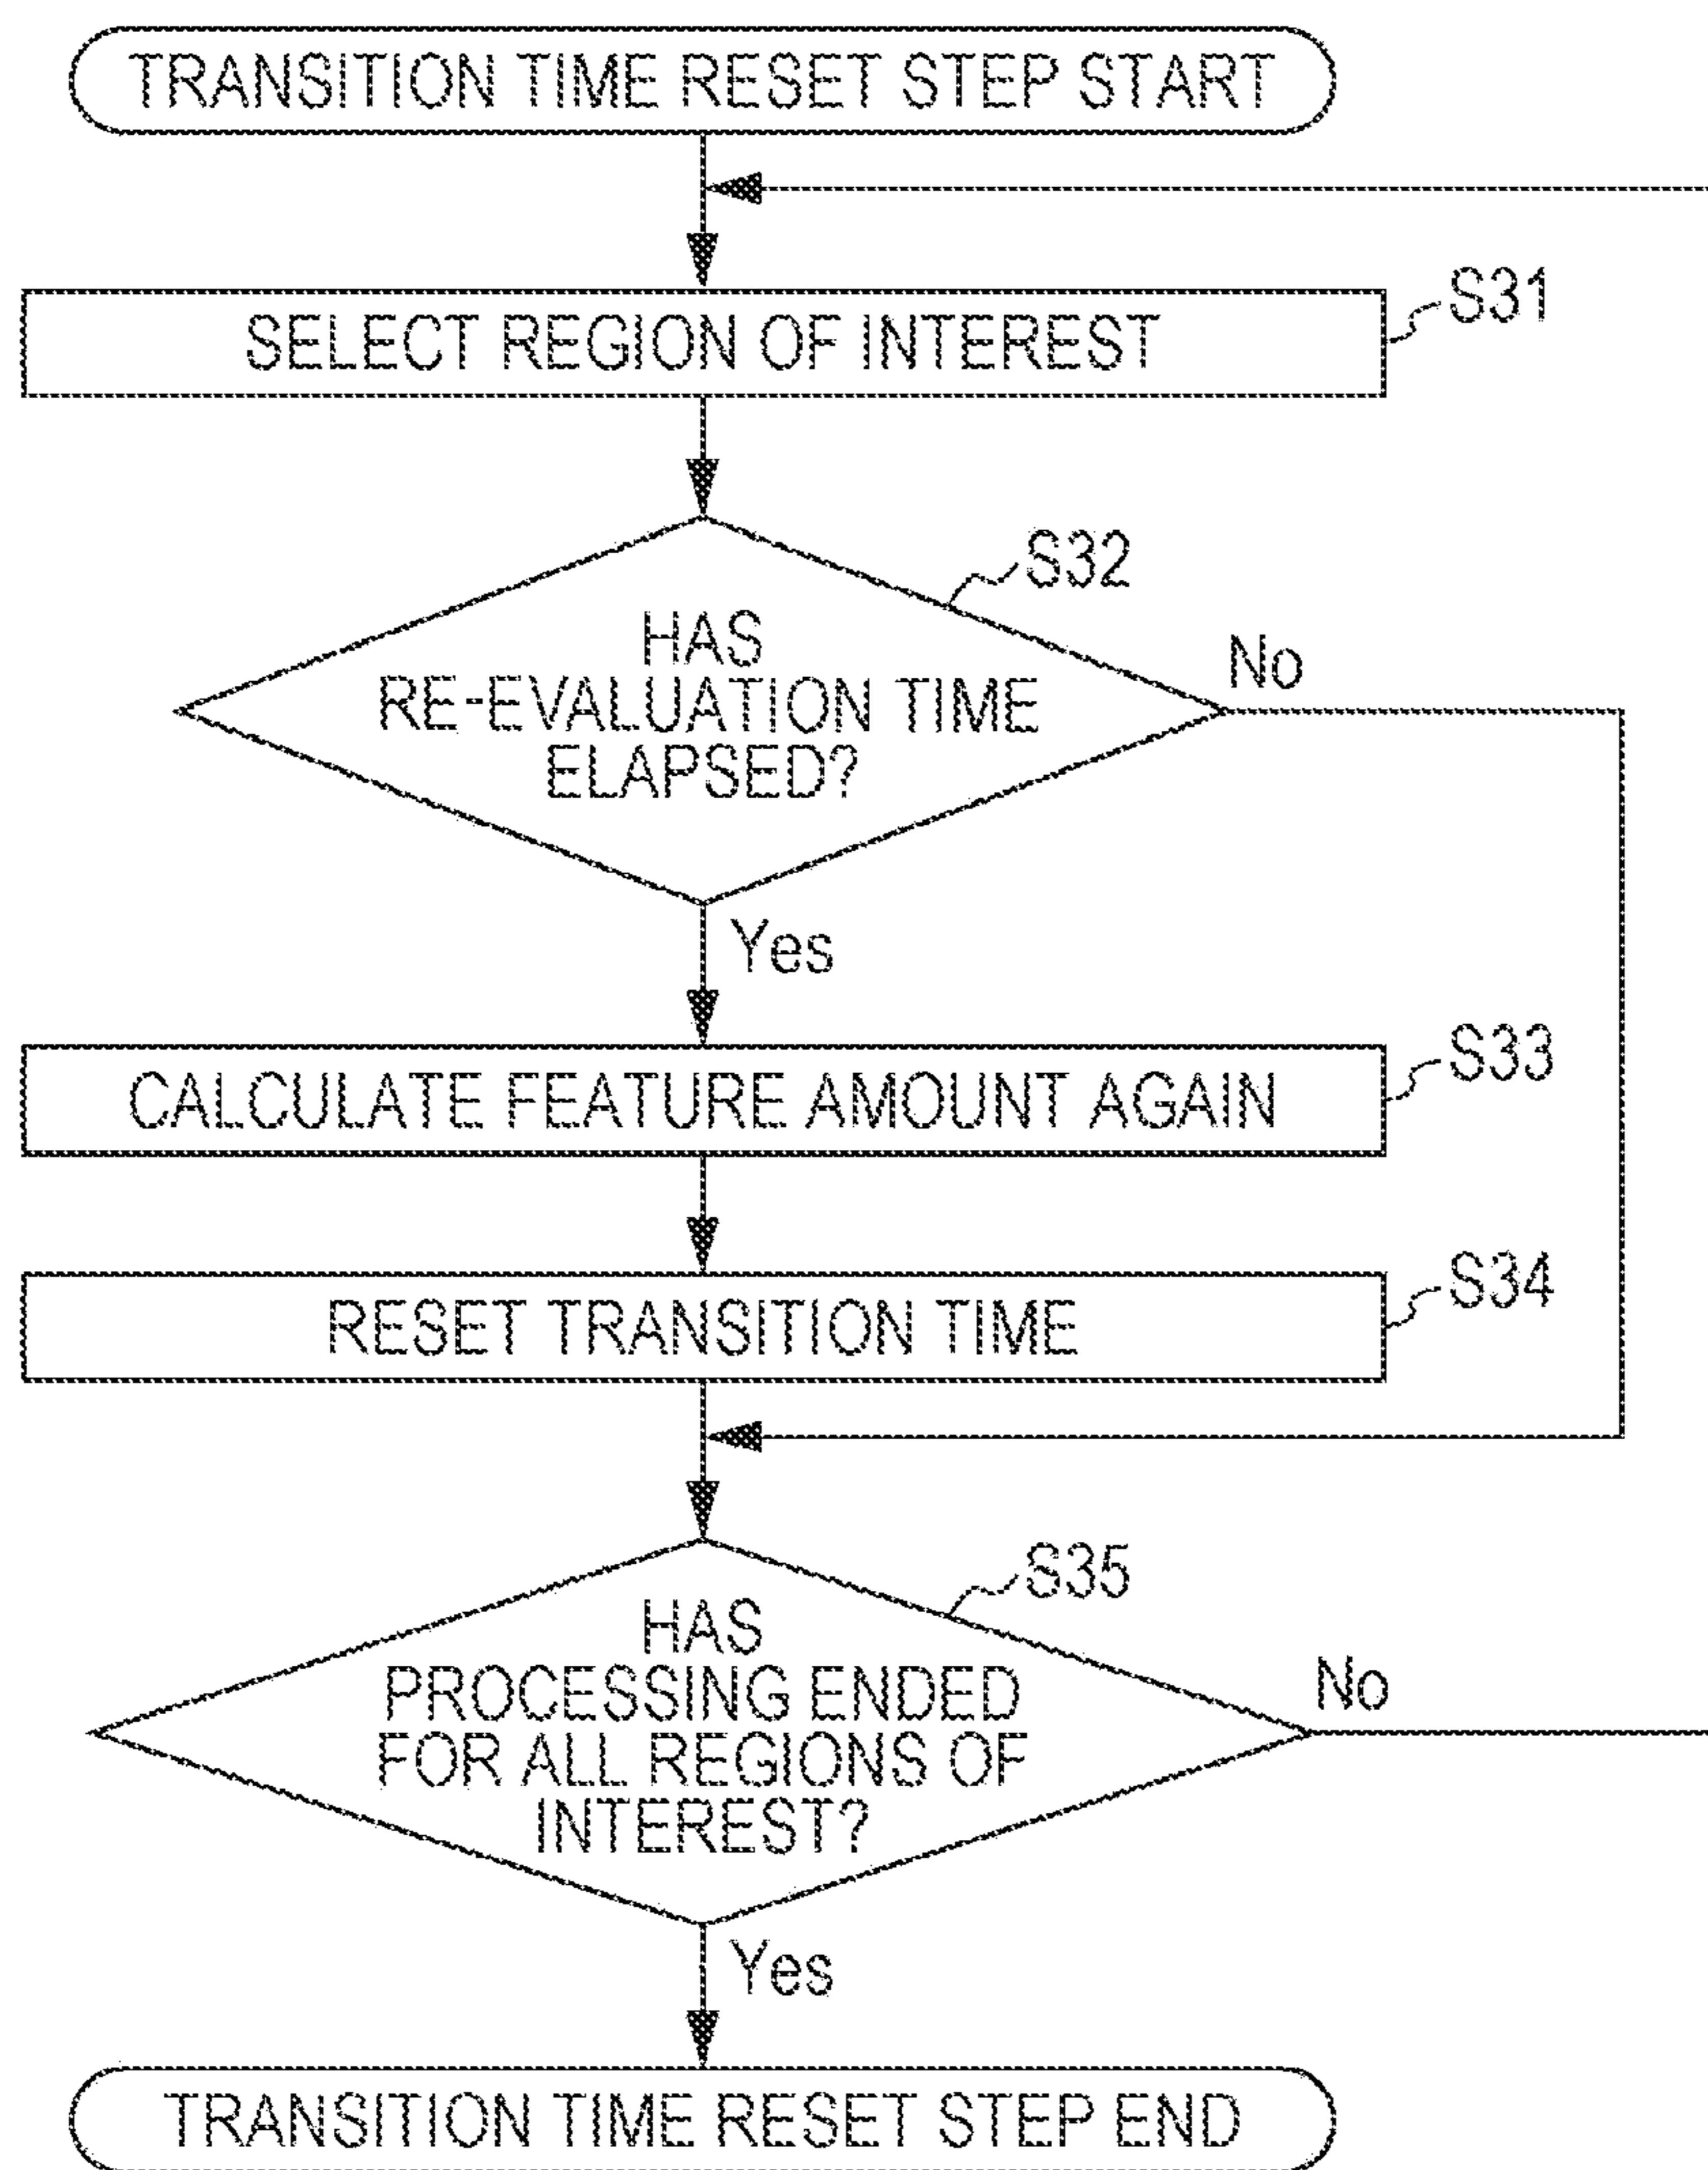 TRANSITION TIME RESET STEP START
SELECT REGION OF INTEREST
S31
S32
HAS
RE-EVALUATION TIME
ELAPSED?
No
Yes
CALCULATE FEATURE AMOUNT AGAIN
S33
RESET TRANSITION TIME
S34
S35
HAS
PROCESSING ENDED
FOR ALL REGIONS OF
INTEREST?
No
Yes
TRANSITION TIME RESET STEP END